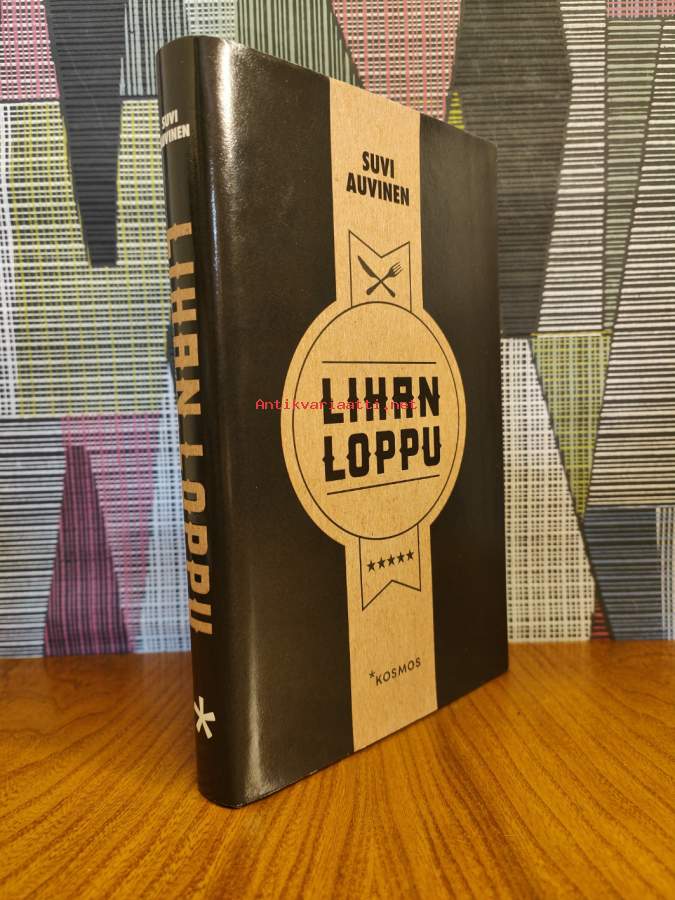 SUVI
AUVINEN
LIHAN LOPPU
SUVI
AUVINEN
LIHAN
Antikvariaatti.net
LOPPU
*KOSMOS